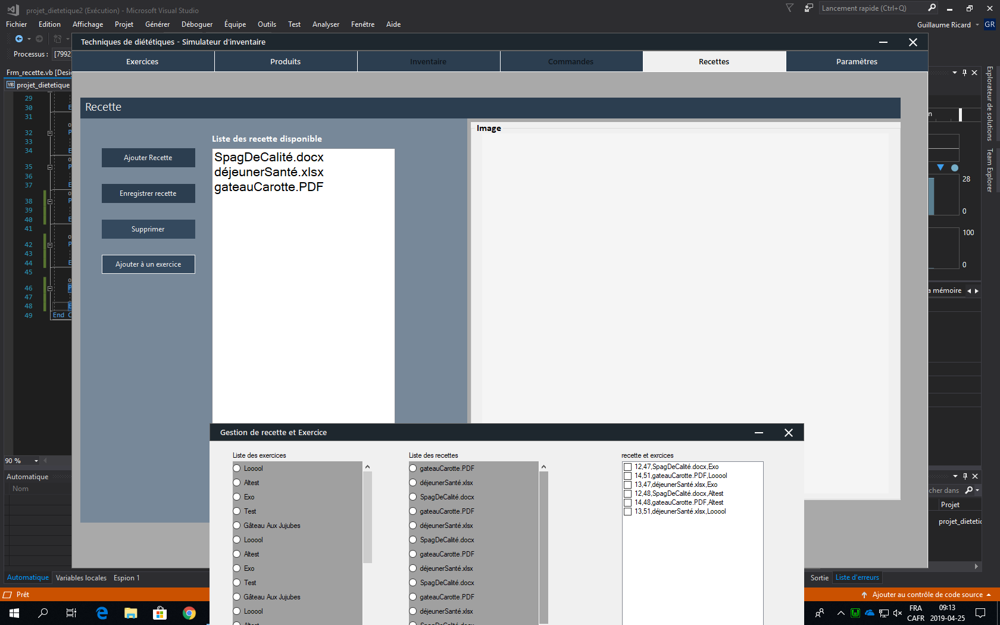 projet_dietetique2 (Exécution) - Microsoft Visual Studio
Lancement rapide (Ctrl+Q)
Fichier Edition Affichage Projet Générer Déboguer Équipe Outils Test Analyser Fenêtre Aide
Guillaume Ricard GR
Techniques de diététiques - Simulateur d'inventaire
Processus : [7992
Exercices Produits Inventaire Commandes Recettes Paramètres
Frm_recette.vb [Desi
VB projet_dietetique
Explorateur de solutions
Team Explorer
Recette
Image
Liste des recette disponible
Ajouter Recette
Enregistrer recette
Supprimer
Ajouter à un exercice
SpagDeCalité.docx
déjeunerSanté.xlsx
gateauCarotte.PDF
29
30 E
31
o
32 P
33
34 E
o
35 P
36
37 E
o
38 P
39
40 E
41
o
42 P
43
44 E
45
o
46 P
47
48 E
49 End C
n
28
0
100
0
a mémoire
90 %
Automatique
Nom
Gestion de recette et Exercice
Liste des exercices
Looool
Altest
Exo
Test
Gâteau Aux Jujubes
Looool
Altest
Exo
Test
Gâteau Aux Jujubes
Looool
Altest
Liste des recettes
gateauCarotte.PDF
déjeunerSanté.xlsx
SpagDeCalité.docx
gateauCarotte.PDF
déjeunerSanté.xlsx
SpagDeCalité.docx
gateauCarotte.PDF
déjeunerSanté.xlsx
SpagDeCalité.docx
gateauCarotte.PDF
déjeunerSanté.xlsx
SpagDeCalité.docx
recette et exrcices
12,47,SpagDeCalité.docx,Exo
14,51,gateauCarotte.PDF,Looool
13,47,déjeunerSanté.xlsx,Exo
12,48,SpagDeCalité.docx,Altest
14,48,gateauCarotte.PDF,Altest
13,51,déjeunerSanté.xlsx,Looool
cher dans
Projet
projet_dietetic
Automatique Variables locales Espion 1
Sortie Liste d'erreurs
Prêt
Ajouter au contrôle de code source
FRA
CAFR
09:13
2019-04-25